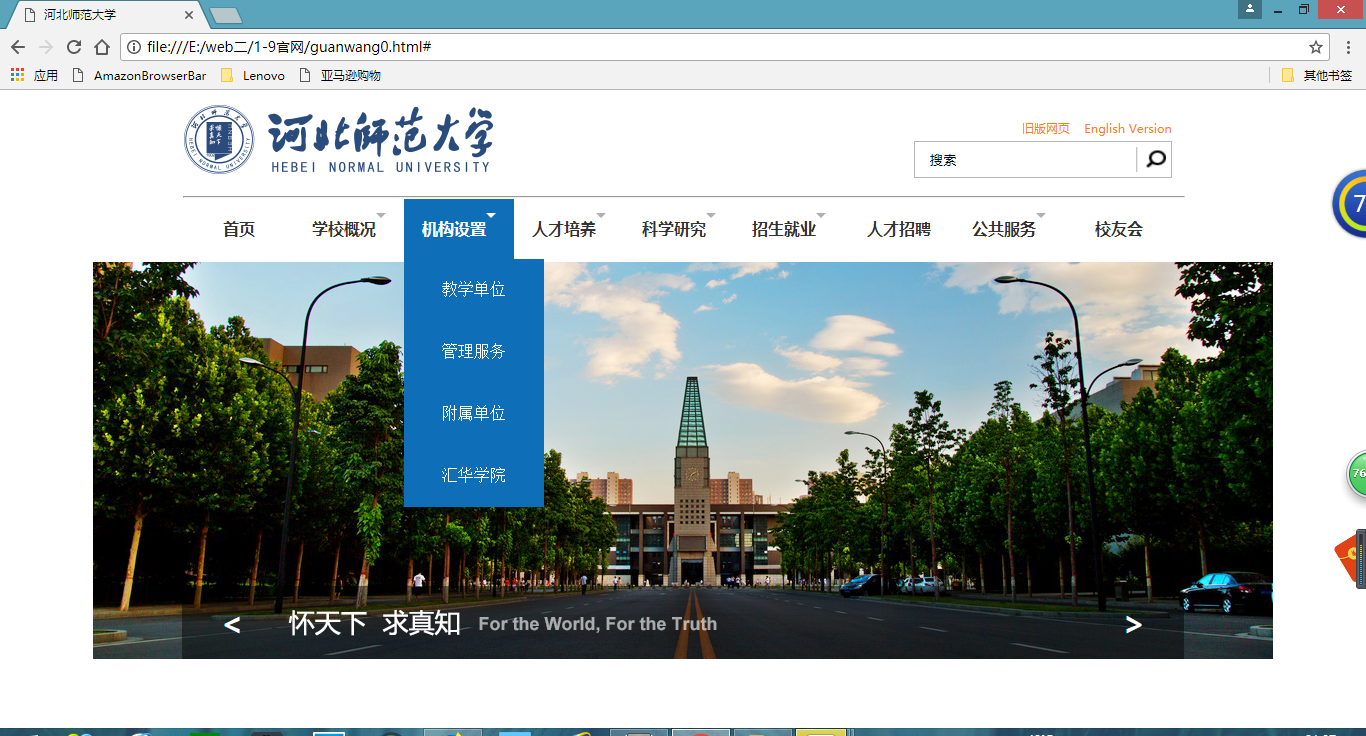 河北师范大学
file:///E:/web二/1-9官网/guanwang0.html#
应用 AmazonBrowserBar Lenovo 亚马逊购物 其他书签
河北师范大学
HEBEI NORMAL UNIVERSITY
旧版网页 English Version
搜索
首页 学校概况 机构设置 人才培养 科学研究 招生就业 人才招聘 公共服务 校友会
教学单位
管理服务
附属单位
汇华学院
怀天下 求真知 For the World, For the Truth
7
76